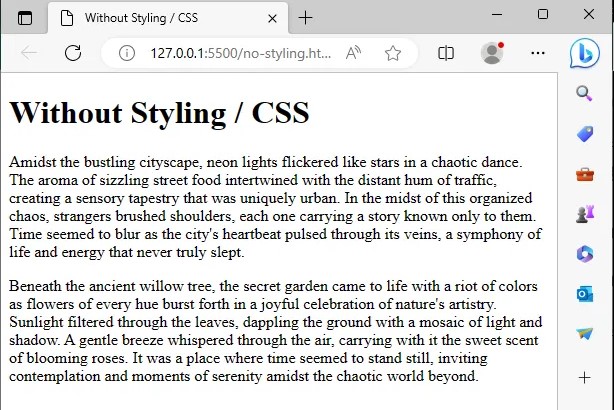 Without Styling / CSS
127.0.0.1:5500/no-styling.ht...
Without Styling / CSS
Amidst the bustling cityscape, neon lights flickered like stars in a chaotic dance.
The aroma of sizzling street food intertwined with the distant hum of traffic,
creating a sensory tapestry that was uniquely urban. In the midst of this organized
chaos, strangers brushed shoulders, each one carrying a story known only to them.
Time seemed to blur as the city's heartbeat pulsed through its veins, a symphony of
life and energy that never truly slept.
Beneath the ancient willow tree, the secret garden came to life with a riot of colors
as flowers of every hue burst forth in a joyful celebration of nature's artistry.
Sunlight filtered through the leaves, dappling the ground with a mosaic of light and
shadow. A gentle breeze whispered through the air, carrying with it the sweet scent
of blooming roses. It was a place where time seemed to stand still, inviting
contemplation and moments of serenity amidst the chaotic world beyond.